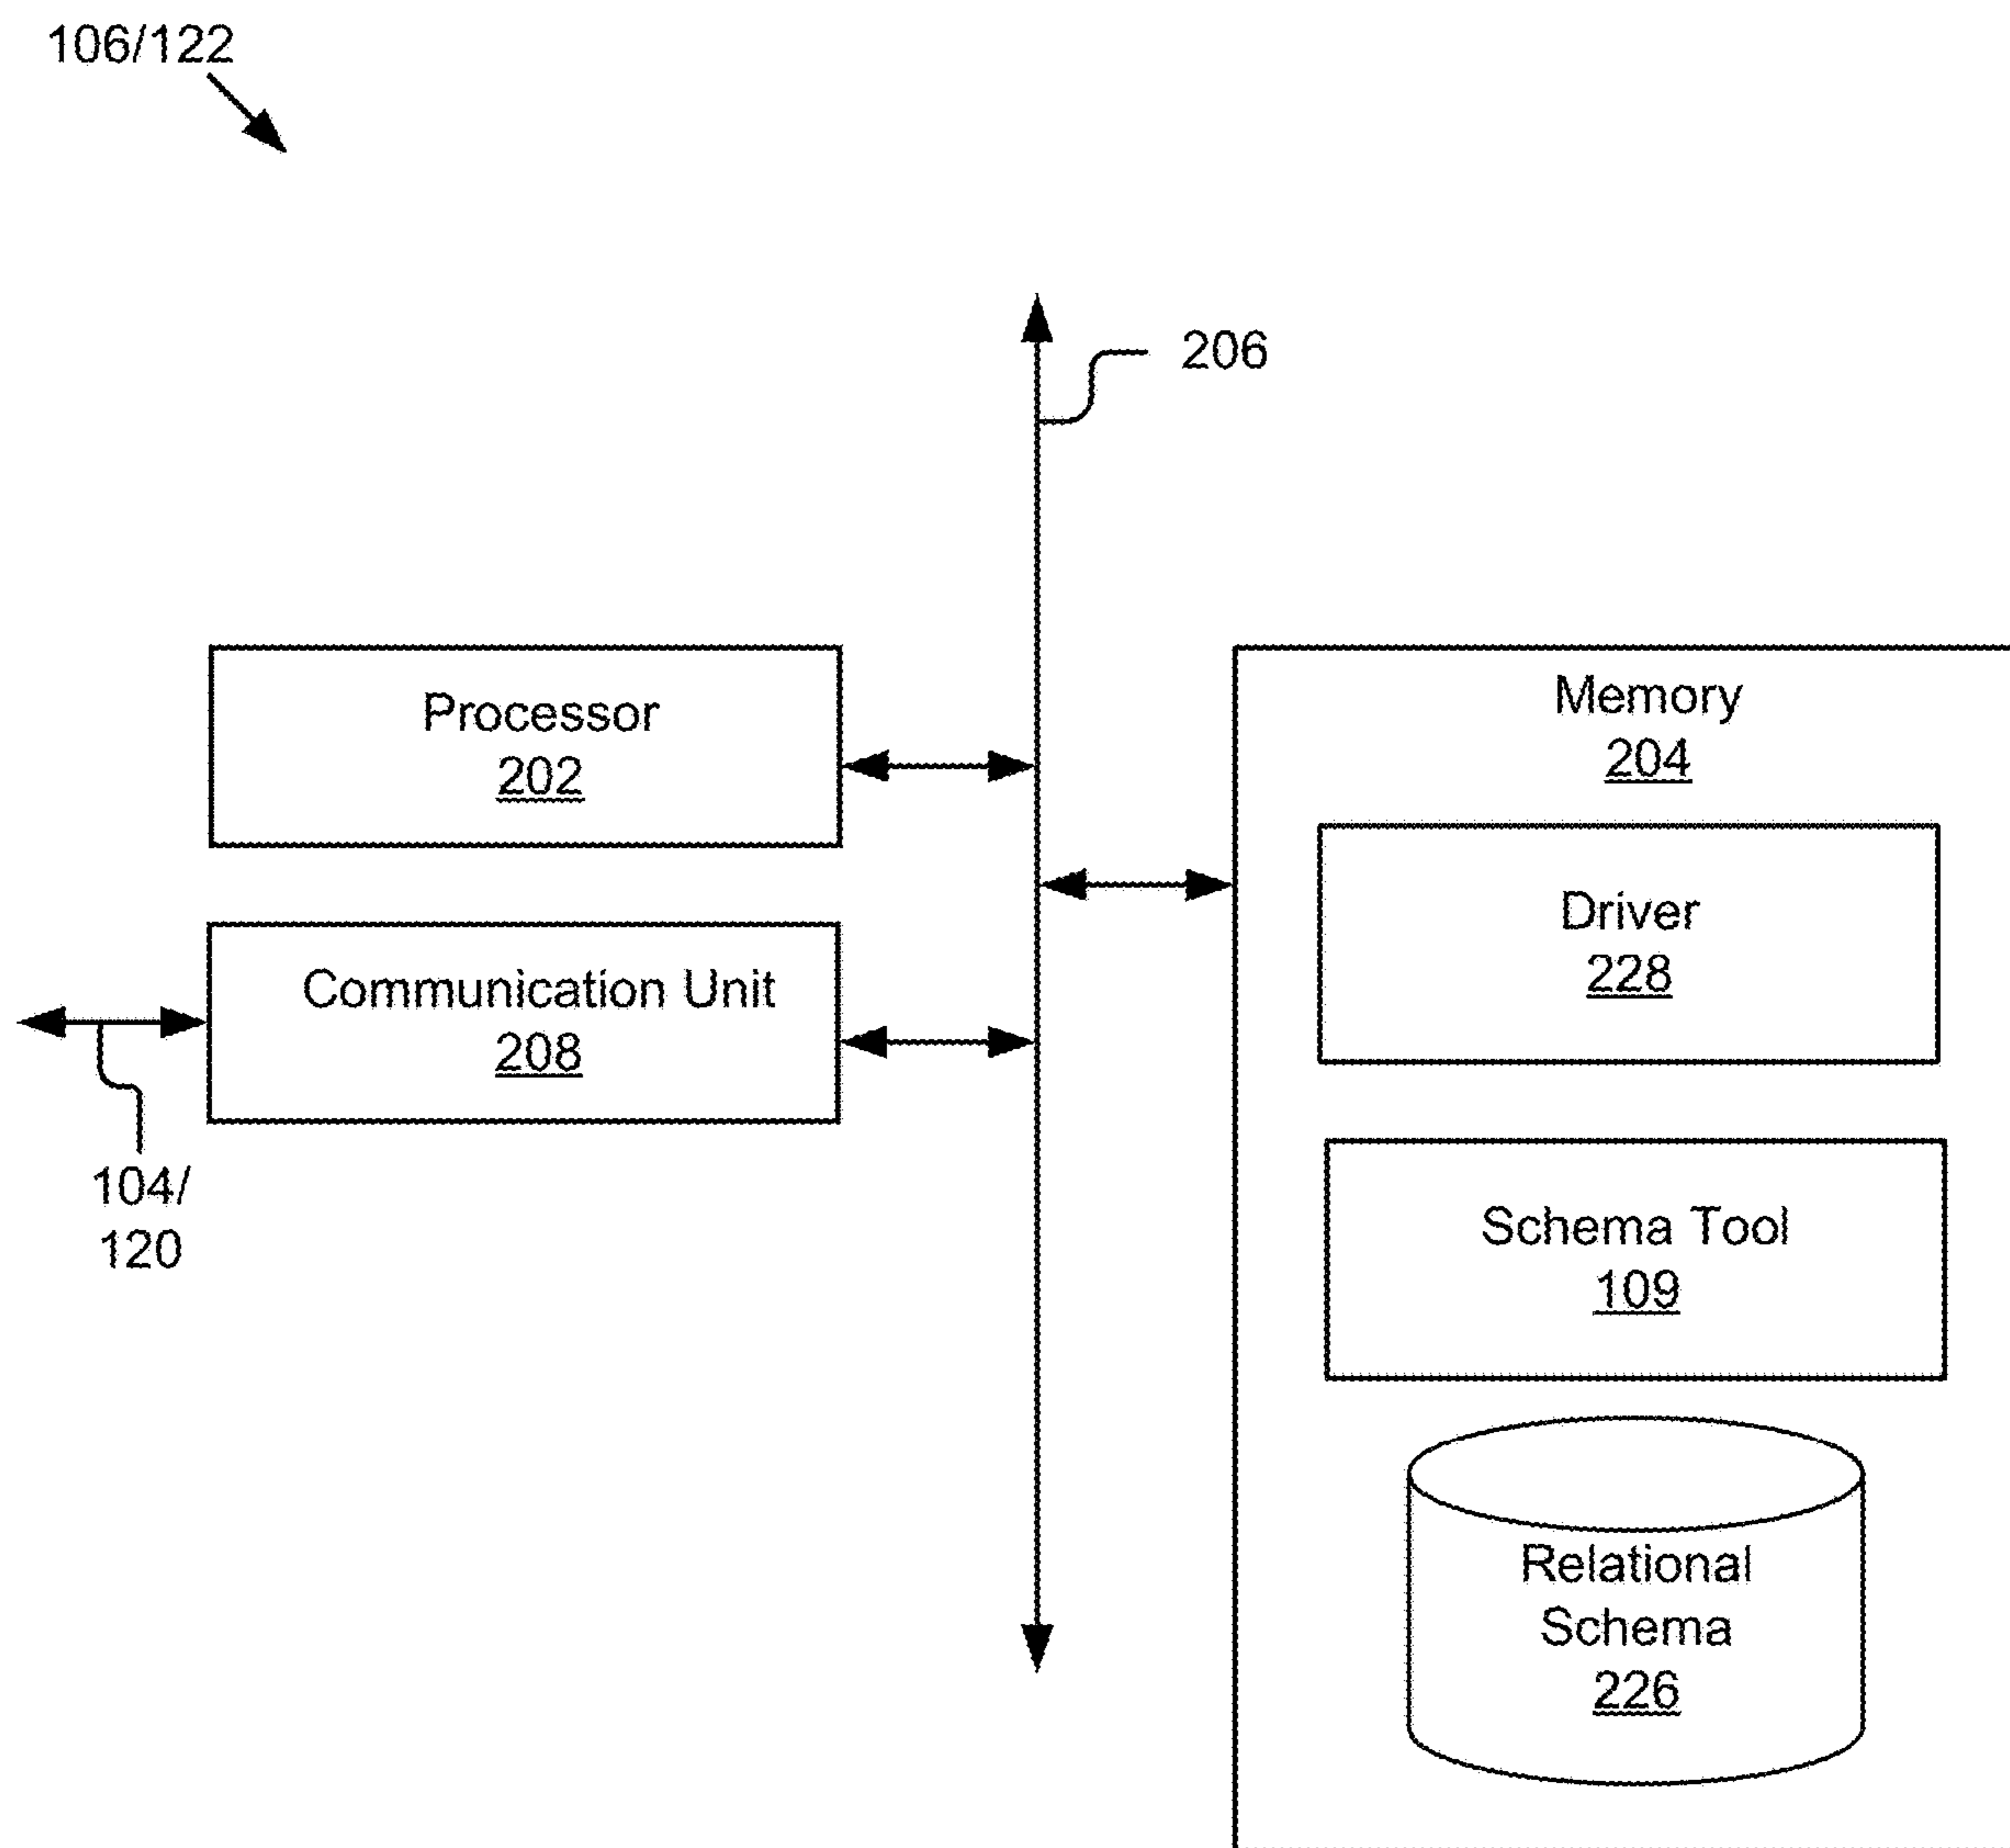 106/122
206
Processor
202
Memory
204
Driver
228
Communication Unit
208
104/
120
Schema Tool
109
Relational
Schema
226